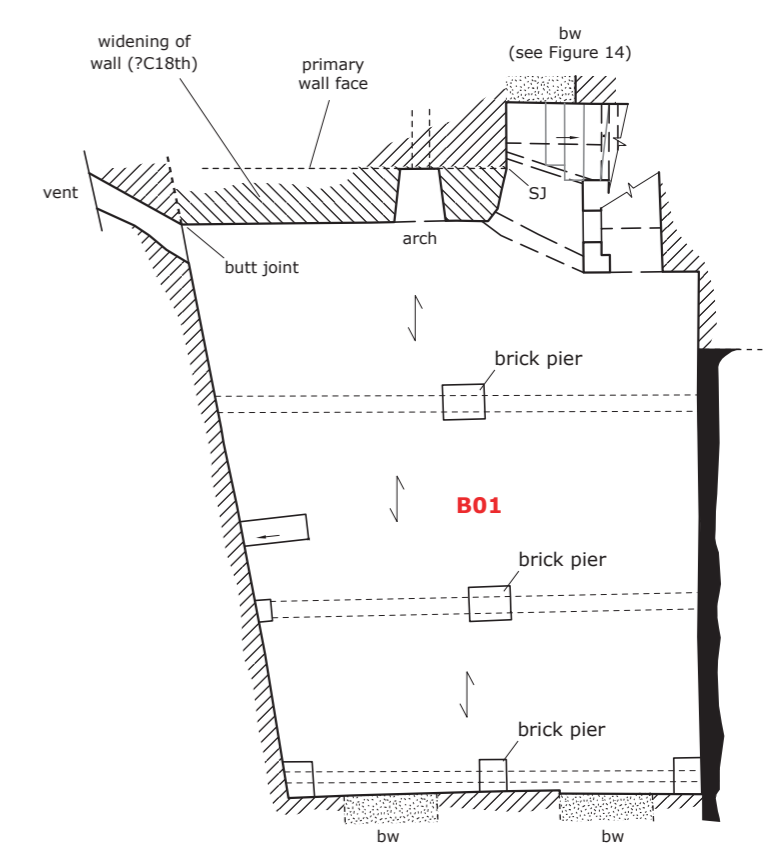 bw
(see Figure 14)
widening of
wall (?C18th)
primary
wall face
vent
SJ
arch
butt joint
brick pier
B01
brick pier
brick pier
bw
bw